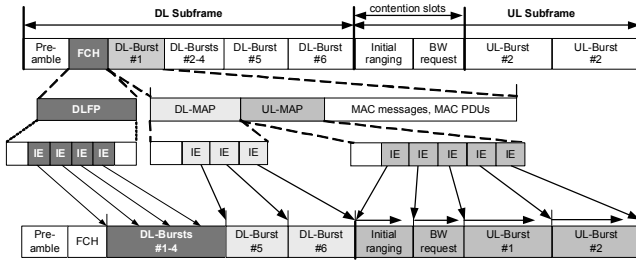 DL Subframe
contention slots
UL Subframe
Pre-amble FCH DL-Burst #1 DL-Bursts #2-4 DL-Burst #5 DL-Burst #6 Initial ranging BW request UL-Burst #2 UL-Burst #2
DLFP DL-MAP UL-MAP MAC messages, MAC PDUs
IE IE IE IE IE IE IE IE IE IE IE IE
Pre-amble FCH DL-Bursts #1-4 DL-Burst #5 DL-Burst #6 Initial ranging BW request UL-Burst #1 UL-Burst #2